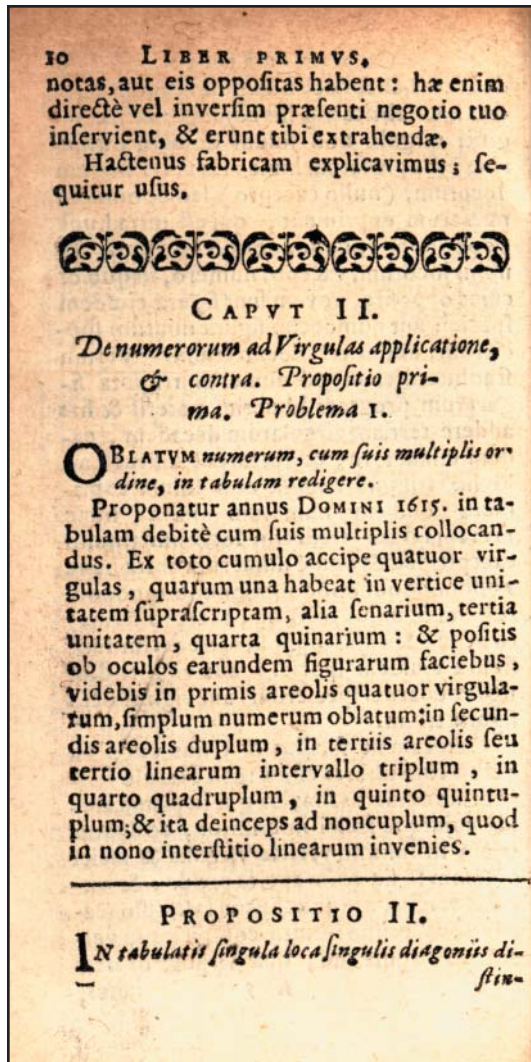 10 LIBER PRIMVS.
notas, aut eis oppoſitas habent : hæ enim
directè vel inverſim præſenti negotio tuo
inſervient, & erunt tibi extrahendæ.
Hactenus fabricam explicavimus ; ſe-
quitur uſus.
CAPVT II.
De numerorum ad Virgulas applicatione,
& contra. Propoſitio pri-
ma. Problema 1.
OBLATVM numerum, cum ſuis multiplis or-
dine, in tabulam redigere.
Proponatur annus DOMINI 1615. in ta-
bulam debitè cum ſuis multiplis collocan-
dus. Ex toto cumulo accipe quatuor vir-
gulas, quarum una habeat in vertice uni-
tatem ſupraſcriptam, alia ſenarium, tertia
unitatem, quarta quinarium : & poſitis
ob oculos earundem figurarum faciebus,
videbis in primis areolis quatuor virgula-
rum, ſimplum numerum oblatum: in ſecun-
dis areolis duplum, in tertiis areolis ſeu
tertio linearum intervallo triplum, in
quarto quadruplum, in quinto quintu-
plum; & ita deinceps ad noncuplum, quod
in nono interſtitio linearum invenies.
PROPOSITIO II.
IN tabulatis ſingula loca ſingulis diagoniis di-
ſtin-